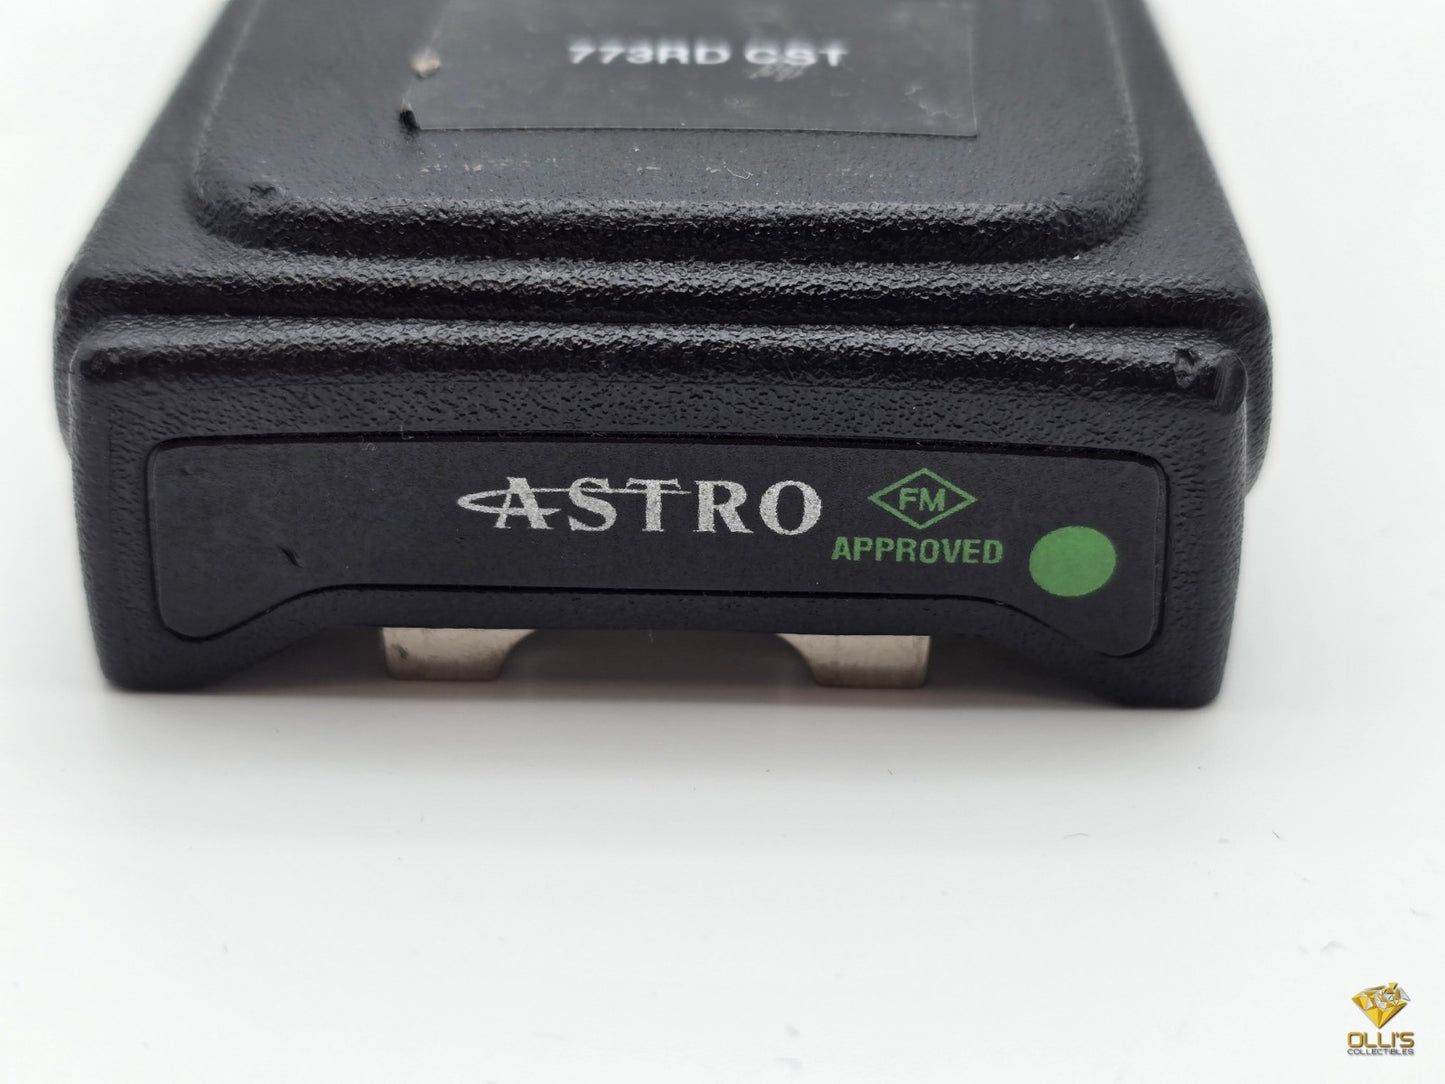 773RD CST
ASTRO
FM
APPROVED
OLLI'S
COLLECTIBLES